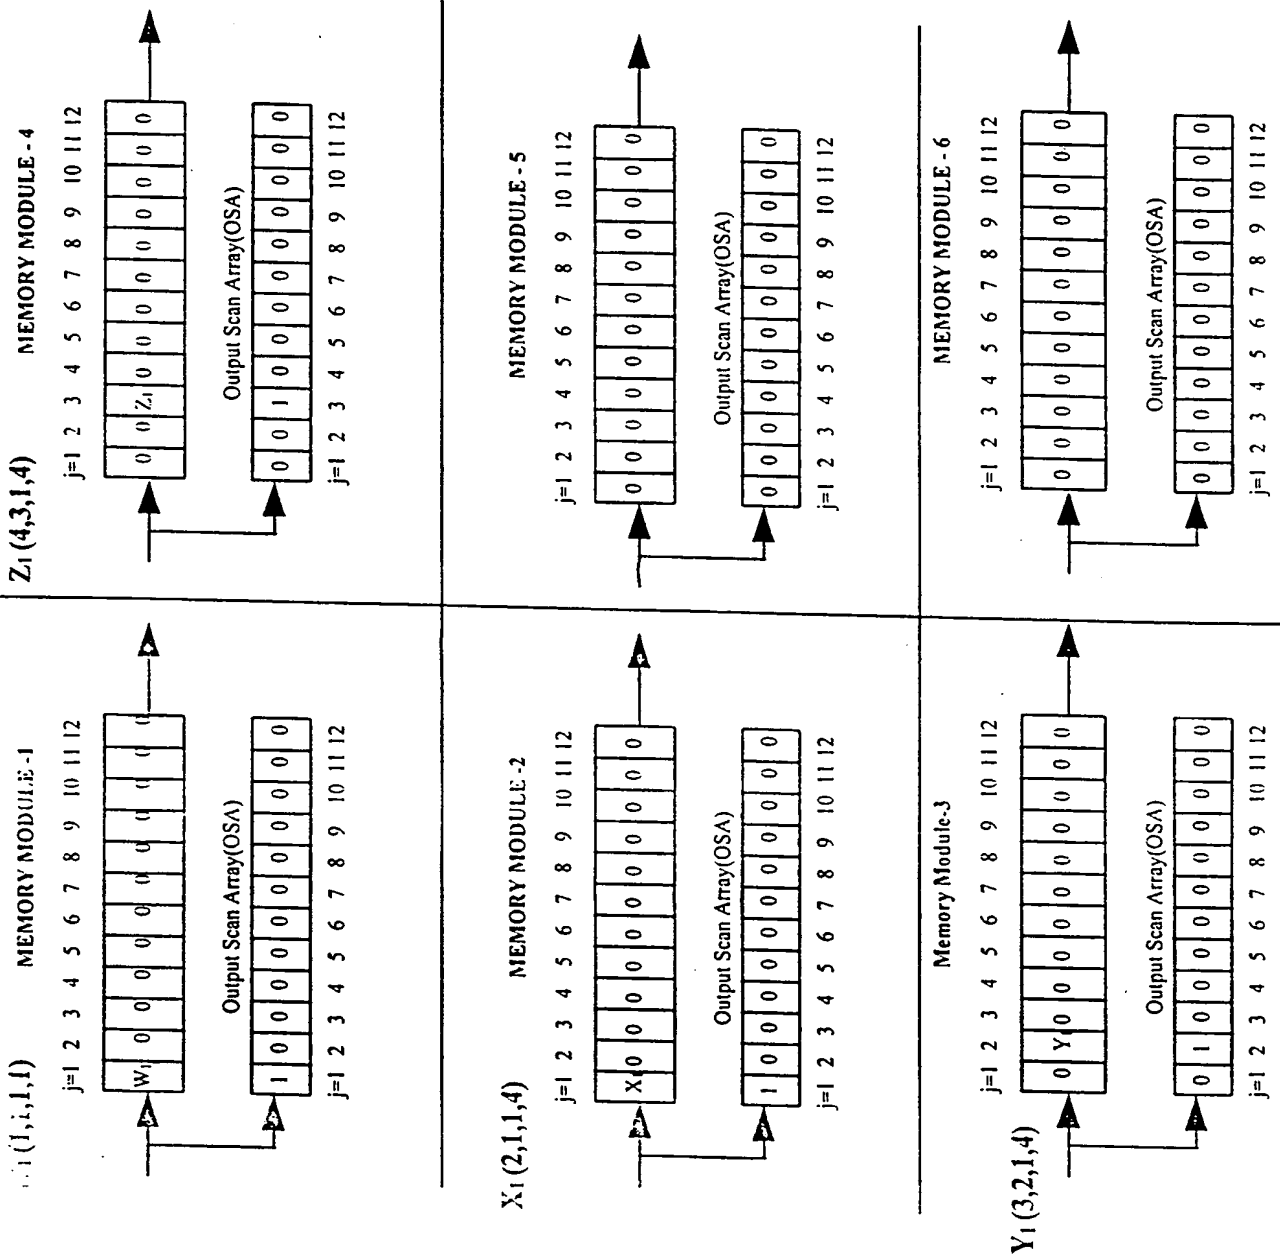 (1,1,1,1)
MEMORY MODULE -1
j=1 2 3 4 5 6 7 8 9 10 11 12
W1 0 0 0 0 0 0 0 0 0 0 0
Output Scan Array(OSA)
1 0 0 0 0 0 0 0 0 0 0 0
j=1 2 3 4 5 6 7 8 9 10 11 12
Z1 (4,3,1,4)
MEMORY MODULE - 4
j=1 2 3 4 5 6 7 8 9 10 11 12
0 0 Z1 0 0 0 0 0 0 0 0 0
Output Scan Array(OSA)
0 0 1 0 0 0 0 0 0 0 0 0
j=1 2 3 4 5 6 7 8 9 10 11 12
X1 (2,1,1,4)
MEMORY MODULE -2
j=1 2 3 4 5 6 7 8 9 10 11 12
X1 0 0 0 0 0 0 0 0 0 0 0
Output Scan Array(OSA)
1 0 0 0 0 0 0 0 0 0 0 0
j=1 2 3 4 5 6 7 8 9 10 11 12
MEMORY MODULE - 5
j=1 2 3 4 5 6 7 8 9 10 11 12
0 0 0 0 0 0 0 0 0 0 0 0
Output Scan Array(OSA)
0 0 0 0 0 0 0 0 0 0 0 0
j=1 2 3 4 5 6 7 8 9 10 11 12
Y1 (3,2,1,4)
Memory Module-3
j=1 2 3 4 5 6 7 8 9 10 11 12
0 Y1 0 0 0 0 0 0 0 0 0 0
Output Scan Array(OSA)
0 1 0 0 0 0 0 0 0 0 0 0
j=1 2 3 4 5 6 7 8 9 10 11 12
MEMORY MODULE - 6
j=1 2 3 4 5 6 7 8 9 10 11 12
0 0 0 0 0 0 0 0 0 0 0 0
Output Scan Array(OSA)
0 0 0 0 0 0 0 0 0 0 0 0
j=1 2 3 4 5 6 7 8 9 10 11 12